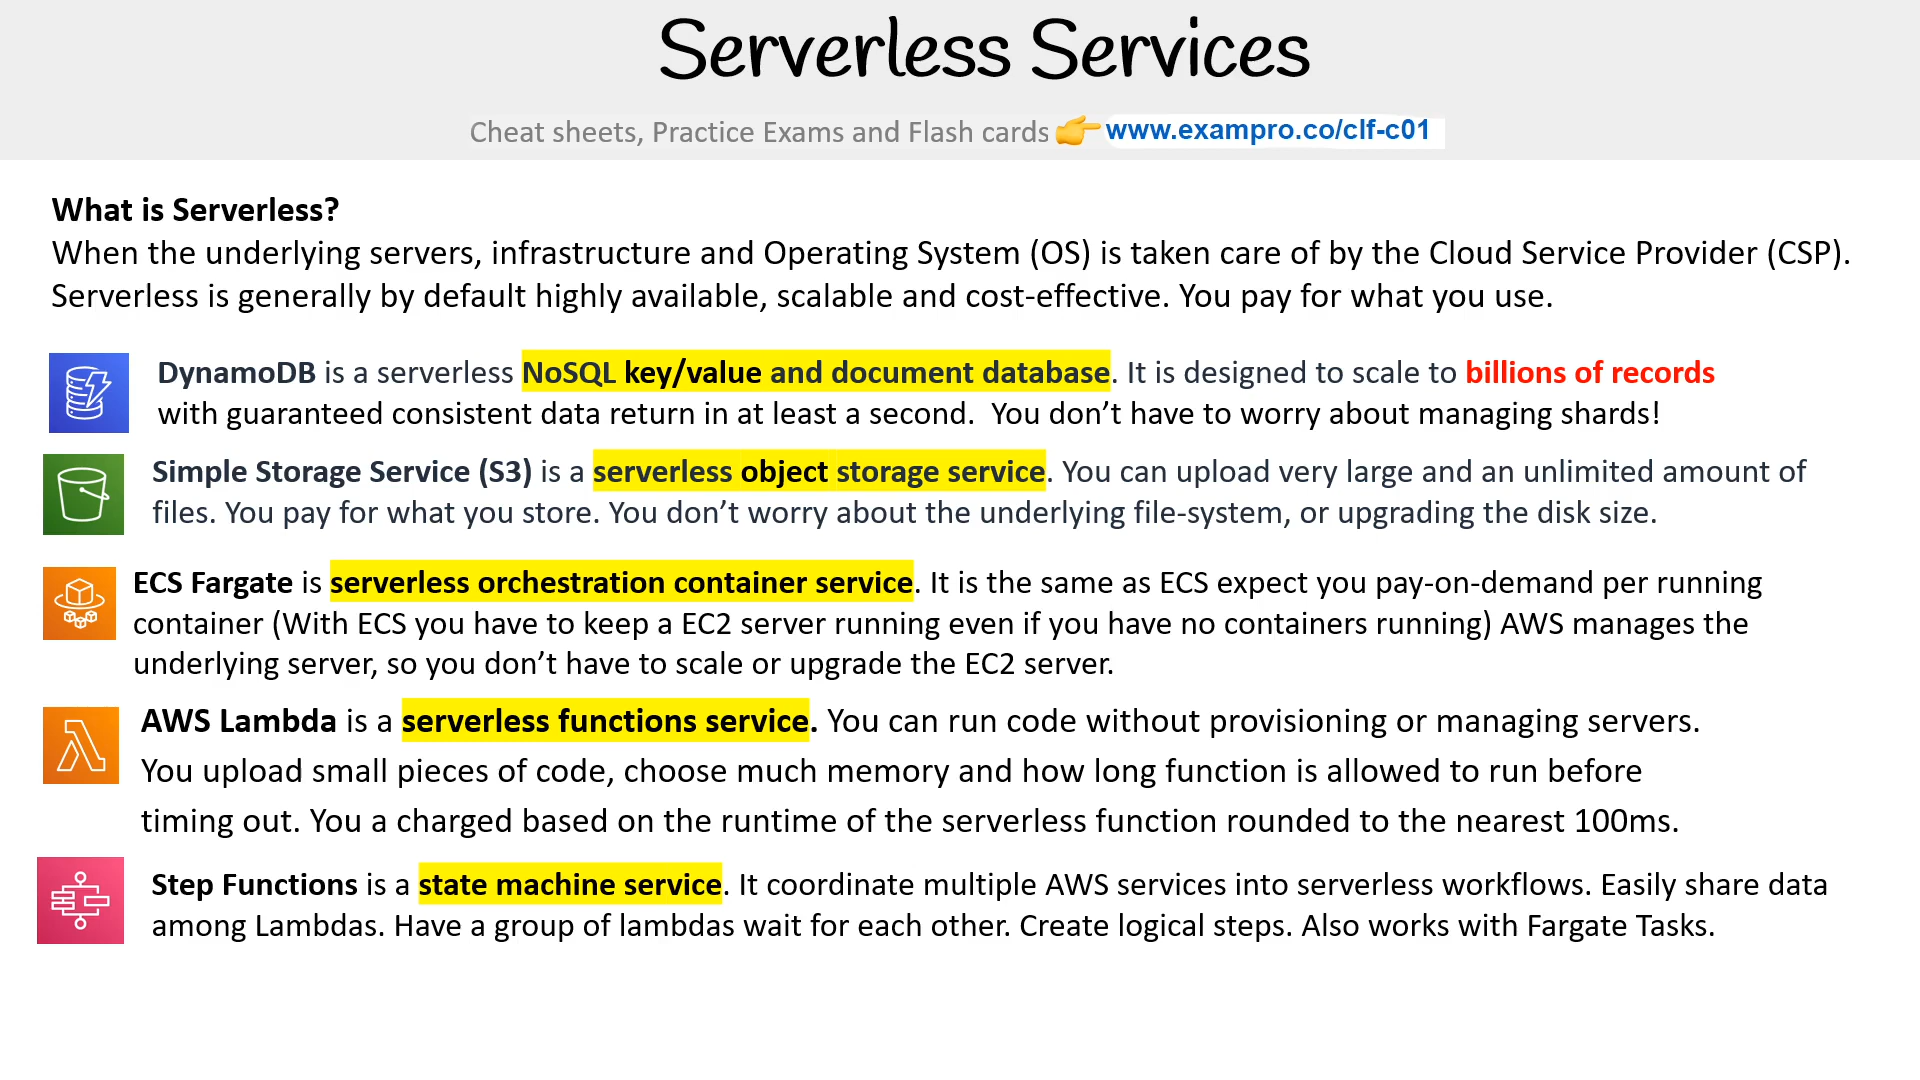 Serverless Services
Cheat sheets, Practice Exams and Flash cards 👉 www.exampro.co/clf-c01
What is Serverless?
When the underlying servers, infrastructure and Operating System (OS) is taken care of by the Cloud Service Provider (CSP).
Serverless is generally by default highly available, scalable and cost-effective. You pay for what you use.
DynamoDB is a serverless NoSQL key/value and document database. It is designed to scale to billions of records
with guaranteed consistent data return in at least a second. You don’t have to worry about managing shards!
Simple Storage Service (S3) is a serverless object storage service. You can upload very large and an unlimited amount of
files. You pay for what you store. You don’t worry about the underlying file-system, or upgrading the disk size.
ECS Fargate is serverless orchestration container service. It is the same as ECS expect you pay-on-demand per running
container (With ECS you have to keep a EC2 server running even if you have no containers running) AWS manages the
underlying server, so you don’t have to scale or upgrade the EC2 server.
AWS Lambda is a serverless functions service. You can run code without provisioning or managing servers.
You upload small pieces of code, choose much memory and how long function is allowed to run before
timing out. You a charged based on the runtime of the serverless function rounded to the nearest 100ms.
Step Functions is a state machine service. It coordinate multiple AWS services into serverless workflows. Easily share data
among Lambdas. Have a group of lambdas wait for each other. Create logical steps. Also works with Fargate Tasks.